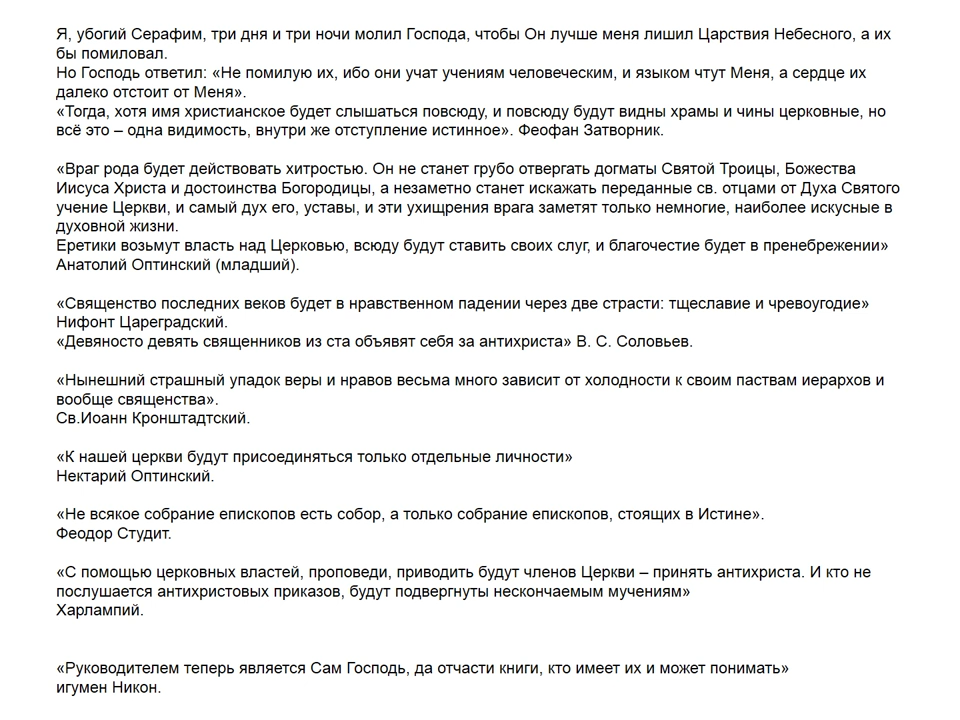 Я, убогий Серафим, три дня и три ночи молил Господа, чтобы Он лучше меня лишил Царствия Небесного, а их
бы помиловал.
Но Господь ответил: «Не помилую их, ибо они учат учениям человеческим, и языком чтут Меня, а сердце их
далеко отстоит от Меня».
«Тогда, хотя имя христианское будет слышаться повсюду, и повсюду будут видны храмы и чины церковные, но
всё это – одна видимость, внутри же отступление истинное». Феофан Затворник.
«Враг рода будет действовать хитростью. Он не станет грубо отвергать догматы Святой Троицы, Божества
Иисуса Христа и достоинства Богородицы, а незаметно станет искажать переданные св. отцами от Духа Святого
учение Церкви, и самый дух его, уставы, и эти ухищрения врага заметят только немногие, наиболее искусные в
духовной жизни.
Еретики возьмут власть над Церковью, всюду будут ставить своих слуг, и благочестие будет в пренебрежении»
Анатолий Оптинский (младший).
«Священство последних веков будет в нравственном падении через две страсти: тщеславие и чревоугодие»
Нифонт Цареградский.
«Девяносто девять священников из ста объявят себя за антихриста» В. С. Соловьев.
«Нынешний страшный упадок веры и нравов весьма много зависит от холодности к своим паствам иерархов и
вообще священства».
Св.Иоанн Кронштадтский.
«К нашей церкви будут присоединяться только отдельные личности»
Нектарий Оптинский.
«Не всякое собрание епископов есть собор, а только собрание епископов, стоящих в Истине».
Феодор Студит.
«С помощью церковных властей, проповеди, приводить будут членов Церкви – принять антихриста. И кто не
послушается антихристовых приказов, будут подвергнуты нескончаемым мучениям»
Харлампий.
«Руководителем теперь является Сам Господь, да отчасти книги, кто имеет их и может понимать»
игумен Никон.